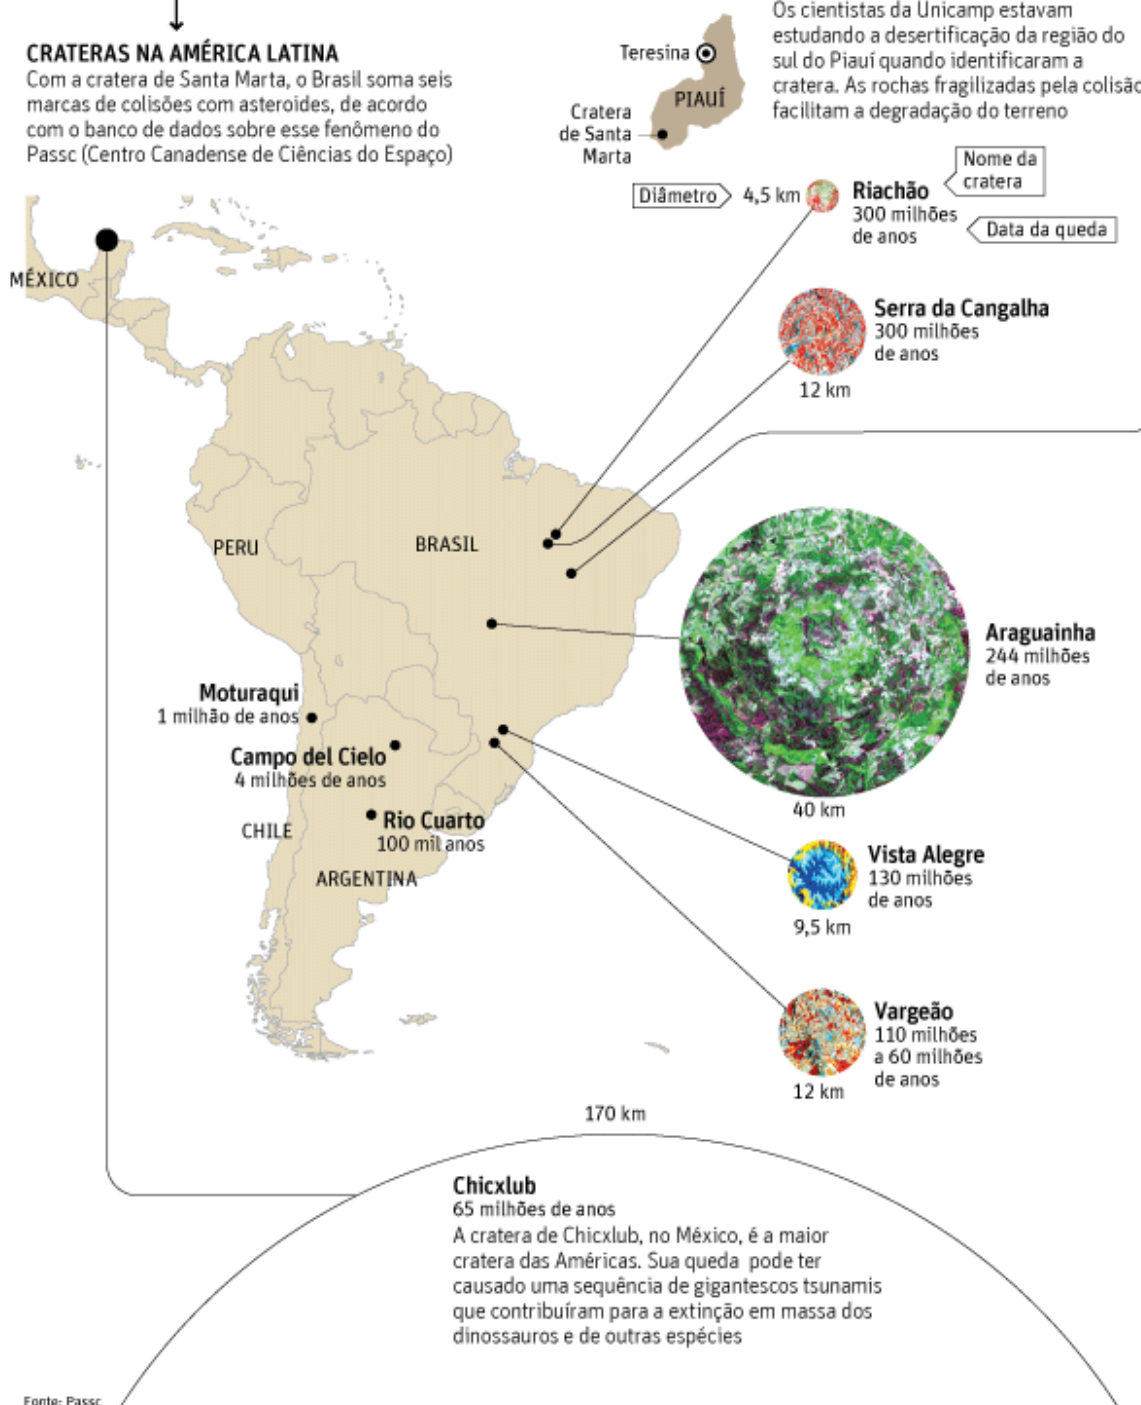 CRATERAS NA AMÉRICA LATINA
Com a cratera de Santa Marta, o Brasil soma seis
marcas de colisões com asteroides, de acordo
com o banco de dados sobre esse fenômeno do
Passc (Centro Canadense de Ciências do Espaço)
Teresina
PIAUÍ
Cratera
de Santa
Marta
Os cientistas da Unicamp estavam
estudando a desertificação da região do
sul do Piauí quando identificaram a
cratera. As rochas fragilizadas pela colisão
facilitam a degradação do terreno
Diâmetro
4,5 km
Riachão
300 milhões
de anos
Nome da
cratera
Data da queda
Serra da Cangalha
300 milhões
de anos
12 km
MÉXICO
PERU
BRASIL
Araguainha
244 milhões
de anos
40 km
Moturaqui
1 milhão de anos
Campo del Cielo
4 milhões de anos
CHILE
Rio Cuarto
100 mil anos
ARGENTINA
Vista Alegre
130 milhões
de anos
9,5 km
Vargeão
110 milhões
a 60 milhões
de anos
12 km
170 km
Chicxlub
65 milhões de anos
A cratera de Chicxlub, no México, é a maior
cratera das Américas. Sua queda pode ter
causado uma sequência de gigantescos tsunamis
que contribuíram para a extinção em massa dos
dinossauros e de outras espécies
Fonte: Passc